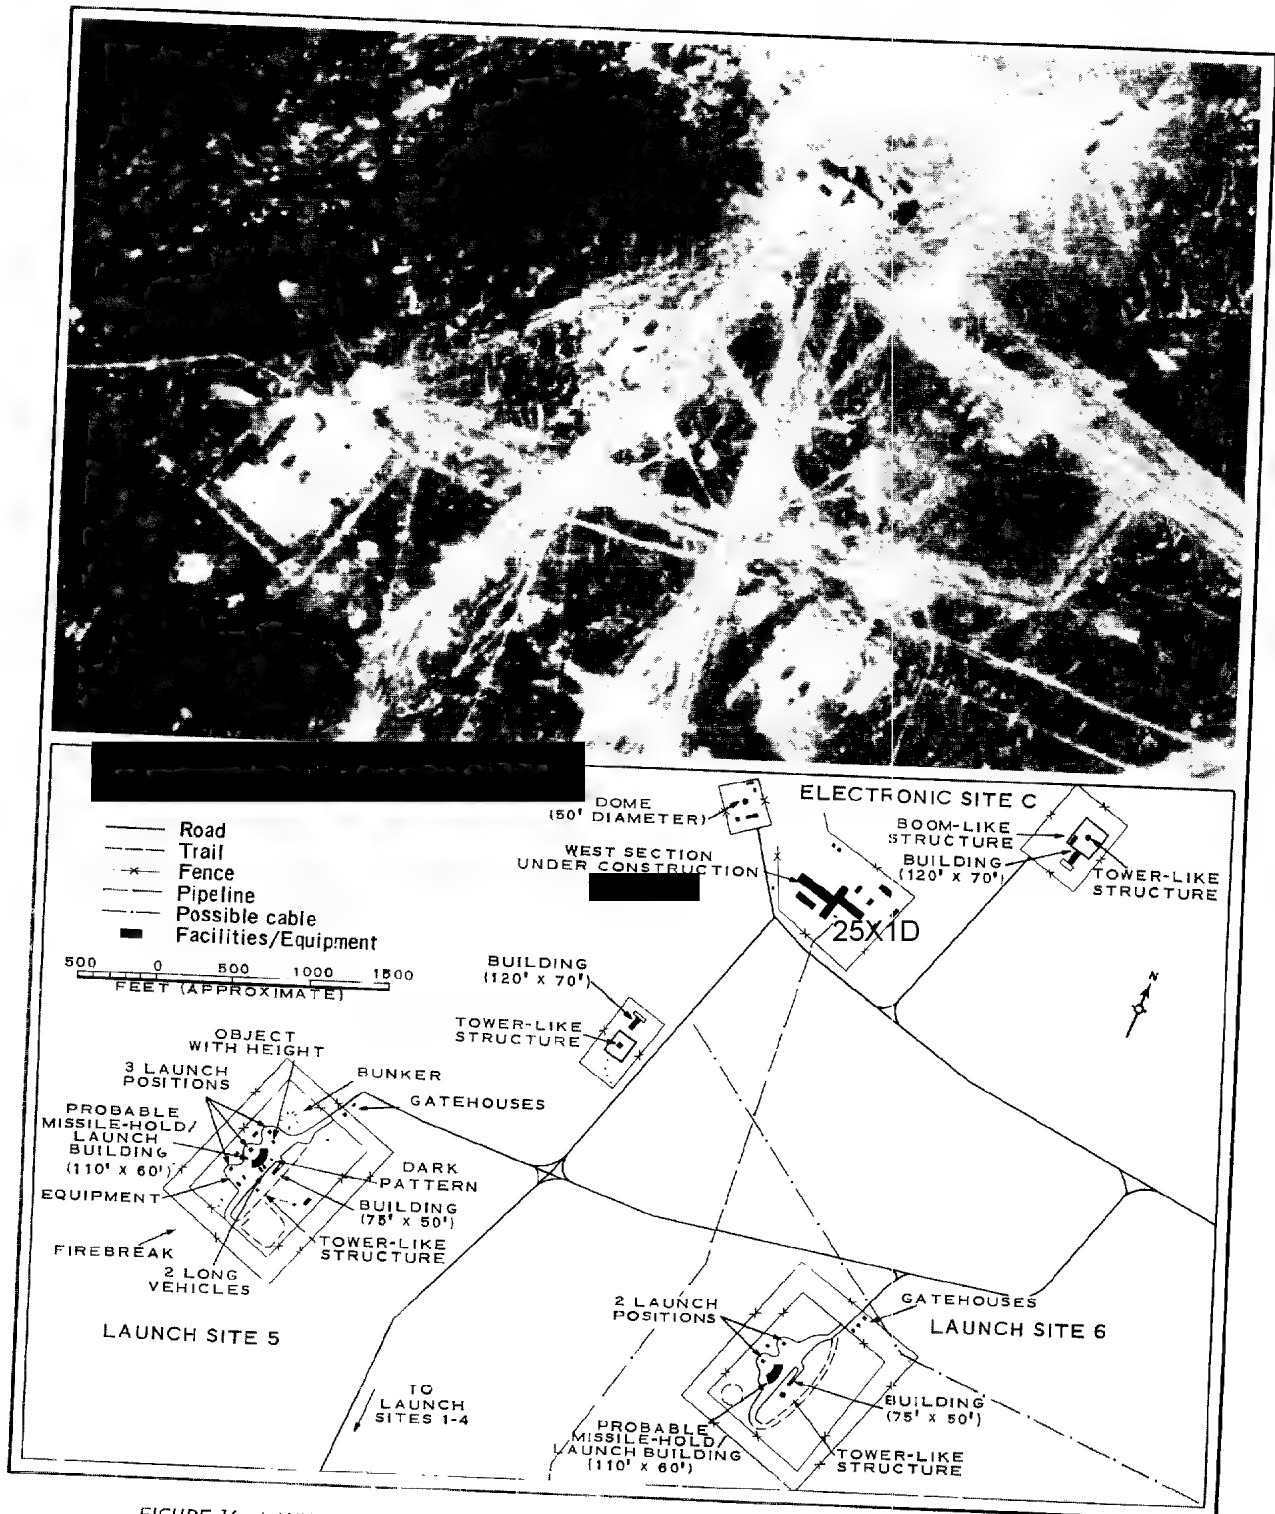 DOME
(50' DIAMETER)
ELECTRONIC SITE C
BOOM-LIKE
STRUCTURE
BUILDING
(120' X 70')
TOWER-LIKE
STRUCTURE
WEST SECTION
UNDER CONSTRUCTION
25X1D
Road
Trail
Fence
Pipeline
Possible cable
Facilities/Equipment
500 0 500 1000 1500
FEET (APPROXIMATE)
BUILDING
(120' X 70')
TOWER-LIKE
STRUCTURE
N
OBJECT
WITH HEIGHT
3 LAUNCH
POSITIONS
BUNKER
GATEHOUSES
PROBABLE
MISSILE-HOLD/
LAUNCH
BUILDING
(110' X 60')
EQUIPMENT
DARK
PATTERN
BUILDING
(75' X 50')
FIREBREAK
TOWER-LIKE
STRUCTURE
2 LONG
VEHICLES
LAUNCH SITE 5
2 LAUNCH
POSITIONS
GATEHOUSES
LAUNCH SITE 6
TO
LAUNCH
SITES 1-4
BUILDING
(75' X 50')
PROBABLE
MISSILE-HOLD/
LAUNCH BUILDING
(110' X 60')
TOWER-LIKE
STRUCTURE
FIGURE